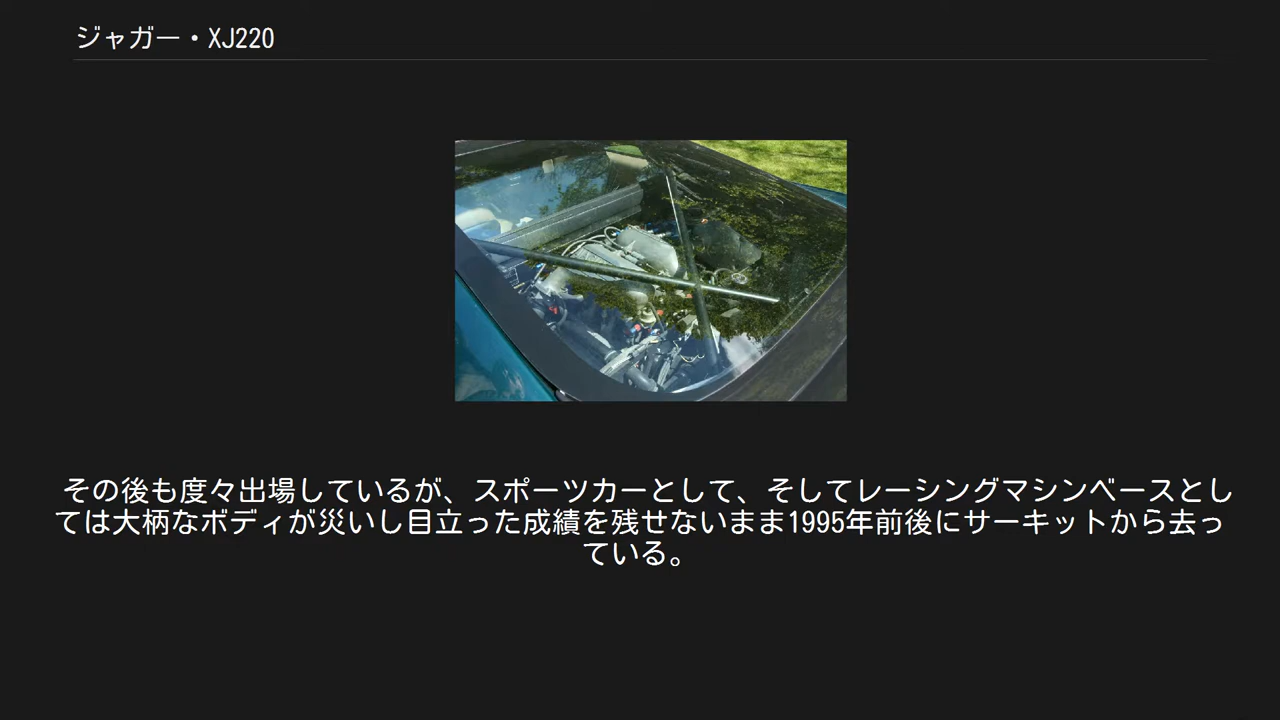 ジャガー・XJ220
その後も度々出場しているが、スポーツカーとして、そしてレーシングマシンベースとし
ては大柄なボディが災いし目立った成績を残せないまま1995年前後にサーキットから去っ
ている。